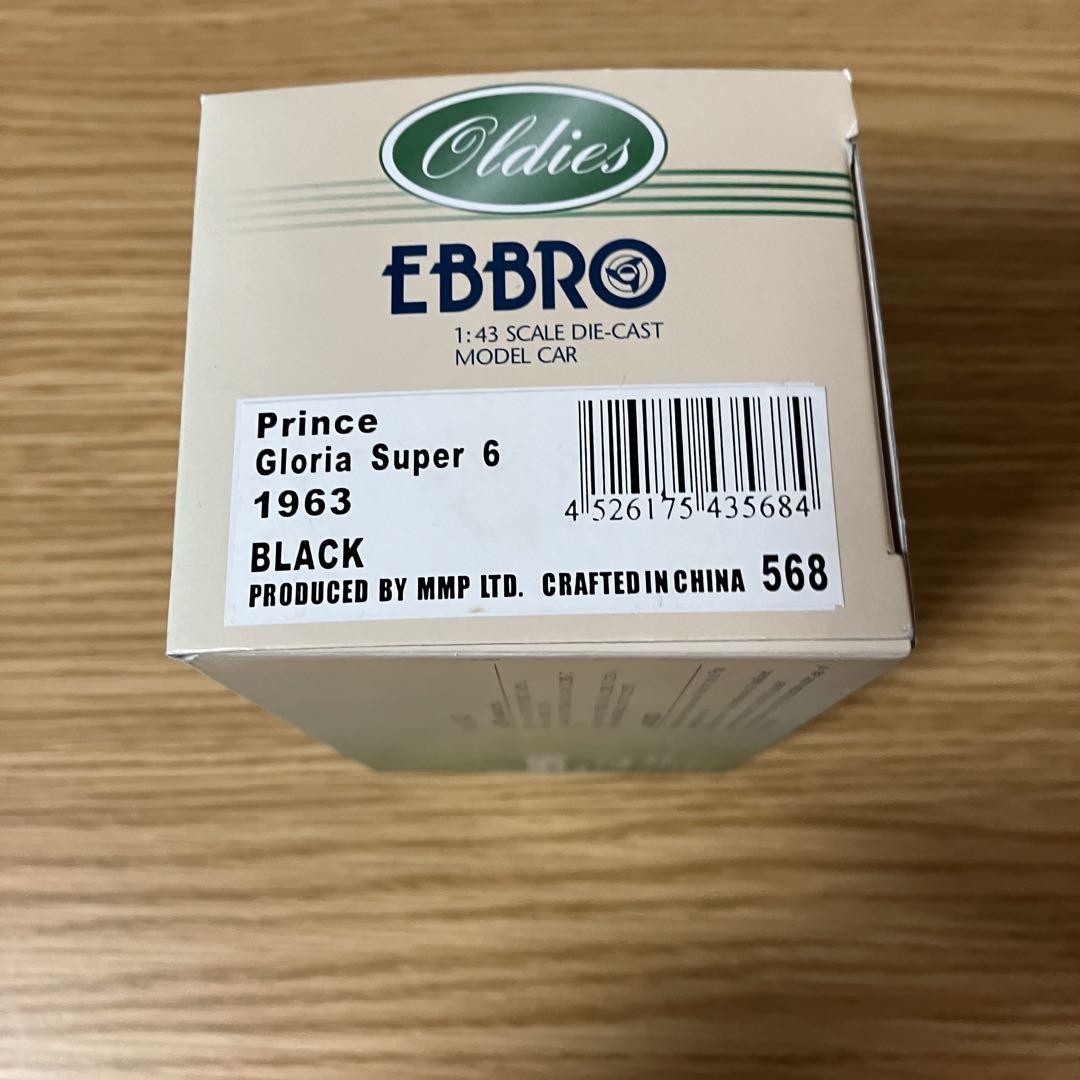 Oldies
EBBRO
1:43 SCALE DIE-CAST
MODEL CAR
Prince
Gloria Super 6
1963
BLACK
4 526175 435684
PRODUCED BY MMP LTD. CRAFTED IN CHINA 568